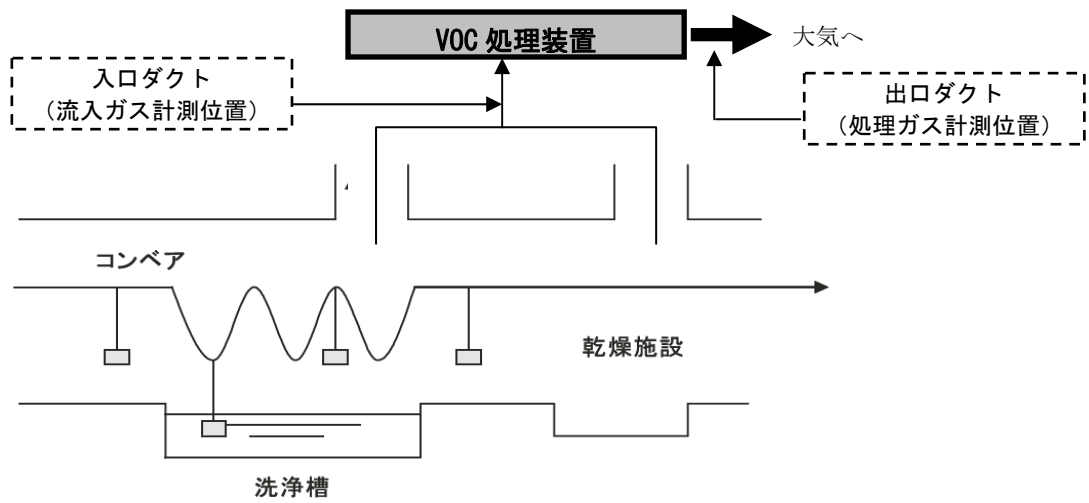 VOC 処理装置
大気へ
入口ダクト
（流入ガス計測位置）
出口ダクト
（処理ガス計測位置）
コンベア
乾燥施設
洗浄槽